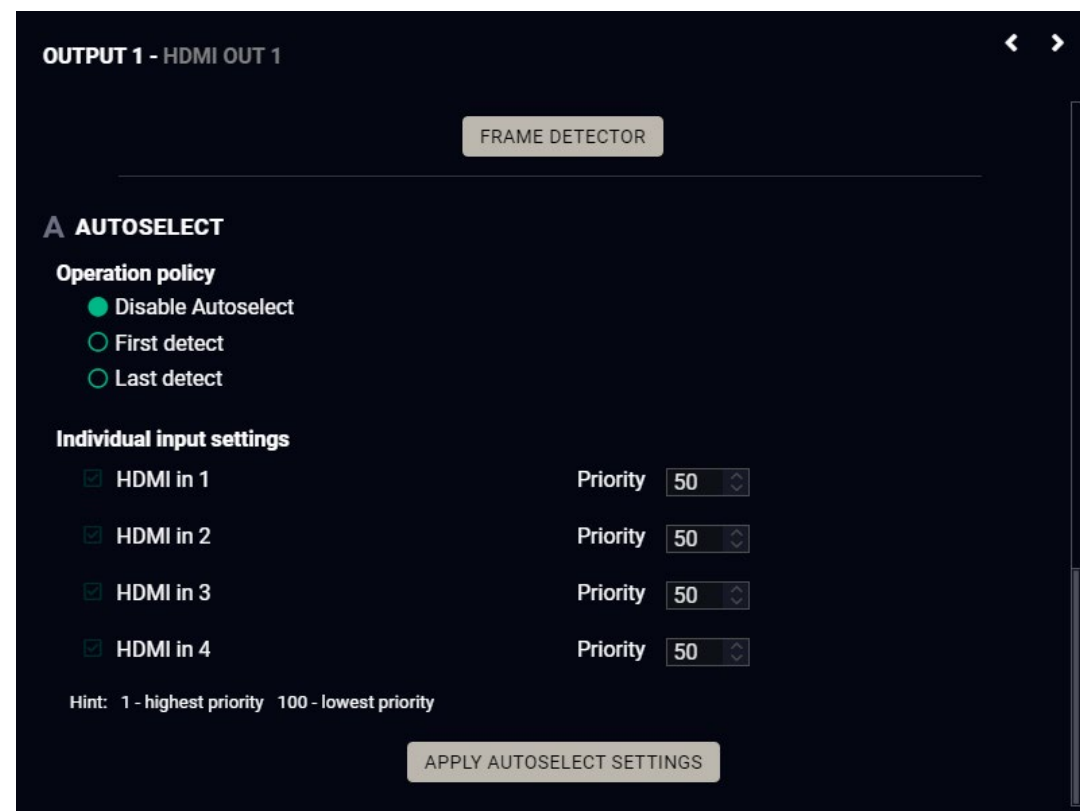 OUTPUT 1 - HDMI OUT 1
FRAME DETECTOR
A AUTOSELECT
Operation policy
Disable Autoselect
First detect
Last detect
Individual input settings
HDMI in 1 Priority 50
HDMI in 2 Priority 50
HDMI in 3 Priority 50
HDMI in 4 Priority 50
Hint: 1 - highest priority 100 - lowest priority
APPLY AUTOSELECT SETTINGS